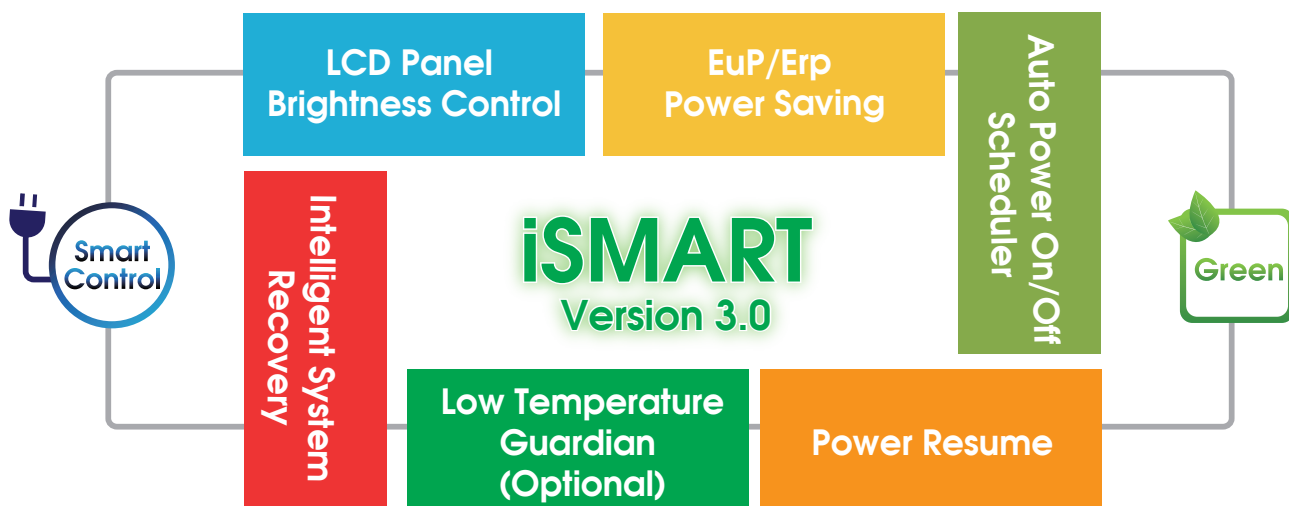 LCD Panel
Brightness Control
EuP/Erp
Power Saving
Auto Power On/Off
Scheduler
Smart
Control
Intelligent System
Recovery
iSMART
Version 3.0
Green
Low Temperature
Guardian
(Optional)
Power Resume